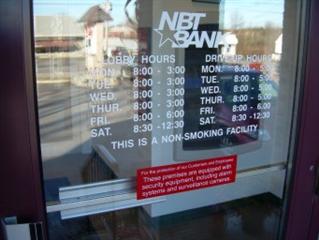 NBT
BANK
LOBBY HOURS
MON. 8:00 - 3:00
TUE. 8:00 - 3:00
WED. 8:00 - 3:00
THUR. 8:00 - 3:00
FRI. 8:00 - 6:00
SAT. 8:30 - 12:30
DRIVE-UP HOURS
MON. 8:00 - 5:00
TUE. 8:00 - 5:00
WED. 8:00 - 5:00
THUR. 8:00 - 6:00
FRI. 8:00 - 6:00
SAT. 8:30 - 12:30
THIS IS A NON-SMOKING FACILITY
For the protection of our Customers and Employees
These premises are equipped with
security equipment, including alarm
systems and surveillance cameras.